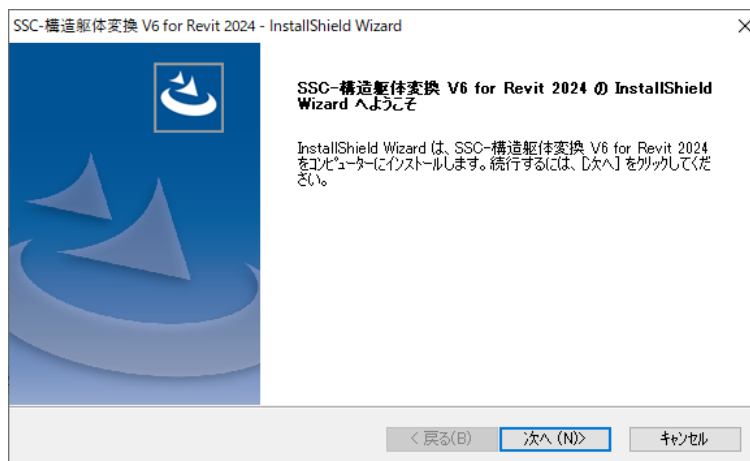 SSC-構造躯体変換 V6 for Revit 2024 - InstallShield Wizard
SSC-構造躯体変換 V6 for Revit 2024 の InstallShield
Wizard へようこそ
InstallShield Wizard は、SSC-構造躯体変換 V6 for Revit 2024
をコンピューターにインストールします。続行するには、[次へ] をクリックしてくだ
さい。
< 戻る(B)
次へ (N)>
キャンセル